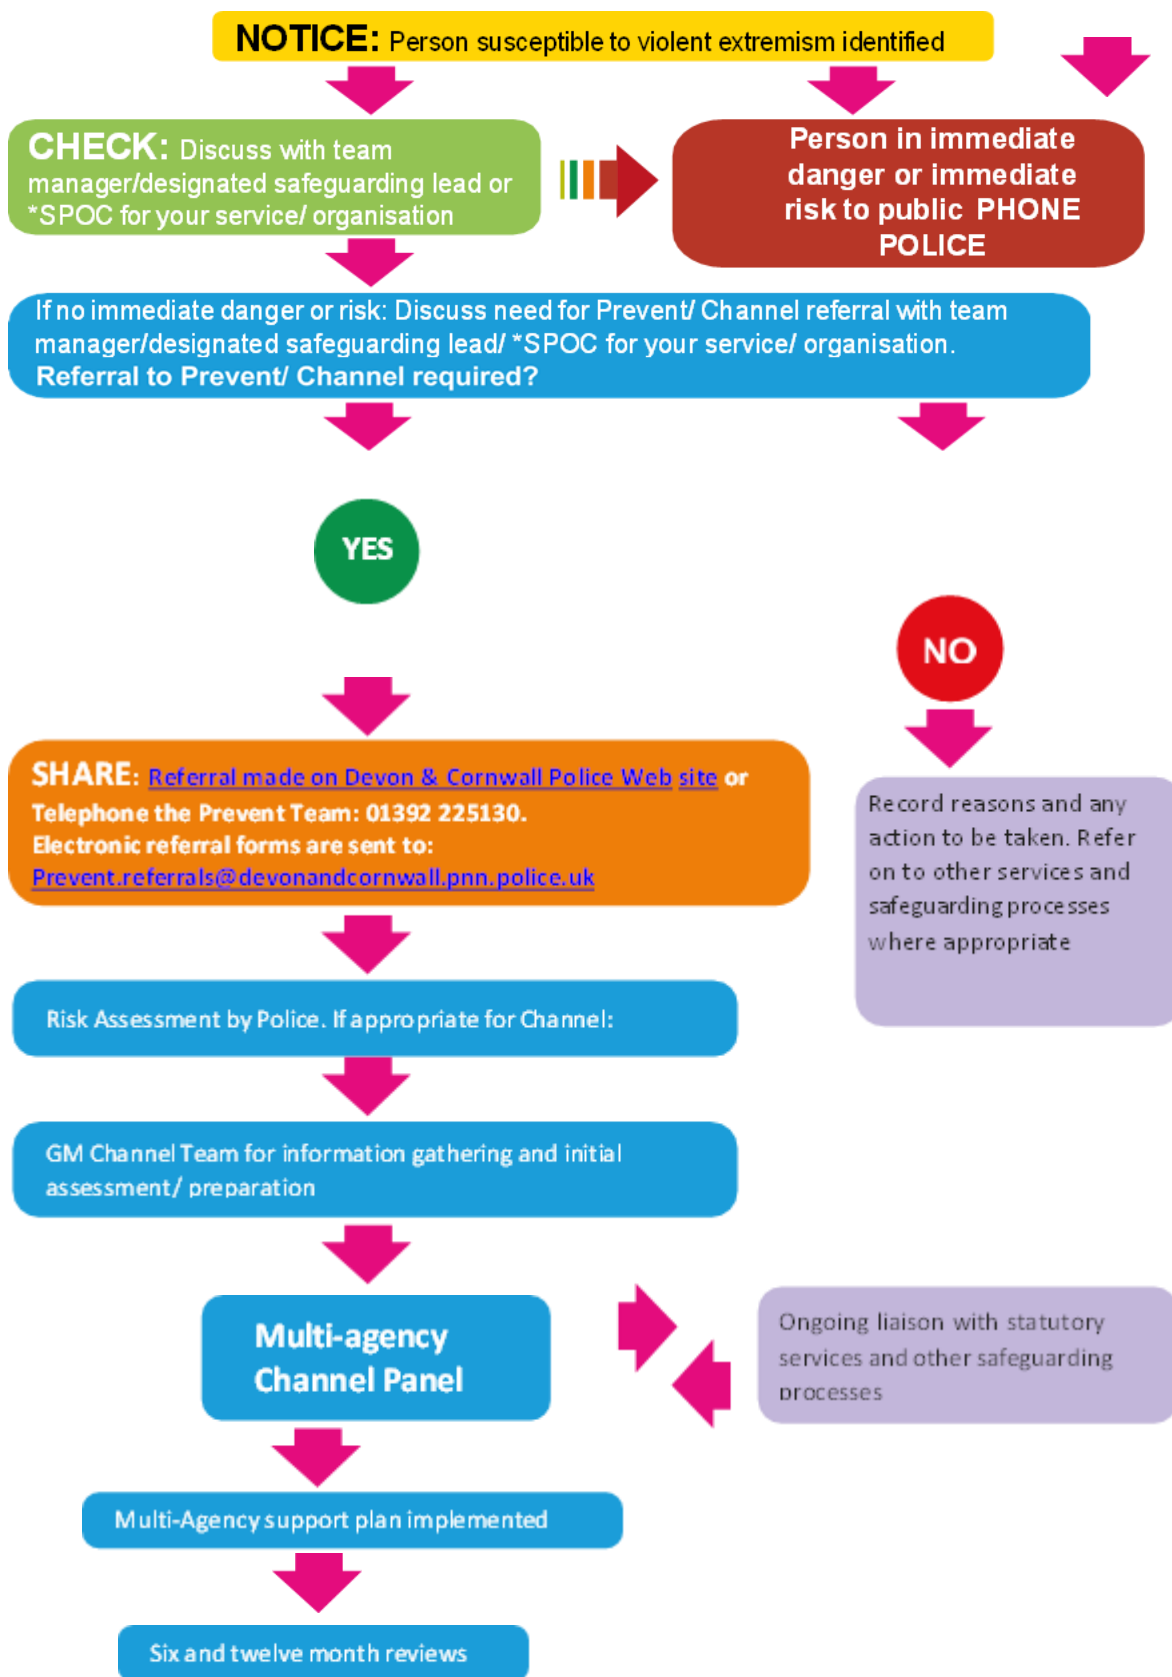 NOTICE: Person susceptible to violent extremism identified
CHECK: Discuss with team
manager/designated safeguarding lead or
*SPOC for your service/ organisation
Person in immediate
danger or immediate
risk to public PHONE
POLICE
If no immediate danger or risk: Discuss need for Prevent/ Channel referral with team
manager/designated safeguarding lead/ *SPOC for your service/ organisation.
Referral to Prevent/ Channel required?
YES
NO
SHARE: Referral made on Devon & Cornwall Police Web site or
Telephone the Prevent Team: 01392 225130.
Electronic referral forms are sent to:
Prevent.referrals@devonandcornwall.pnn.police.uk
Record reasons and any
action to be taken. Refer
on to other services and
safeguarding processes
where appropriate
Risk Assessment by Police. If appropriate for Channel:
GM Channel Team for information gathering and initial
assessment/ preparation
Multi-agency
Channel Panel
Ongoing liaison with statutory
services and other safeguarding
processes
Multi-Agency support plan implemented
Six and twelve month reviews